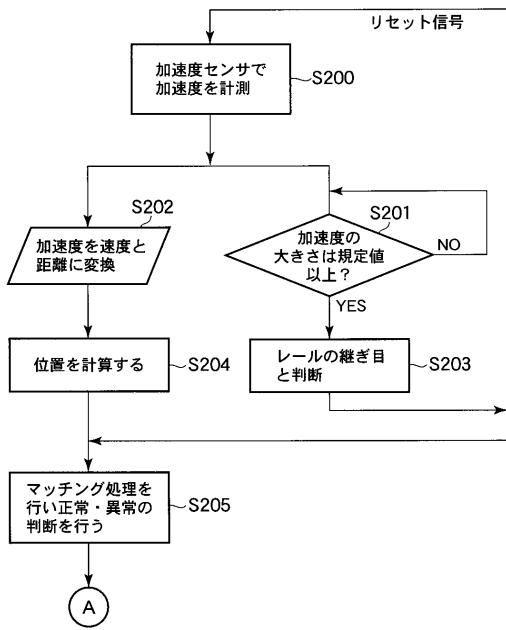 リセット信号
加速度センサで
加速度を計測
S200
S202
加速度を速度と
距離に変換
S201
加速度の
大きさは規定値
以上?
NO
YES
位置を計算する
S204
レールの継ぎ目
と判断
S203
マッチング処理を
行い正常・異常の
判断を行う
S205
A